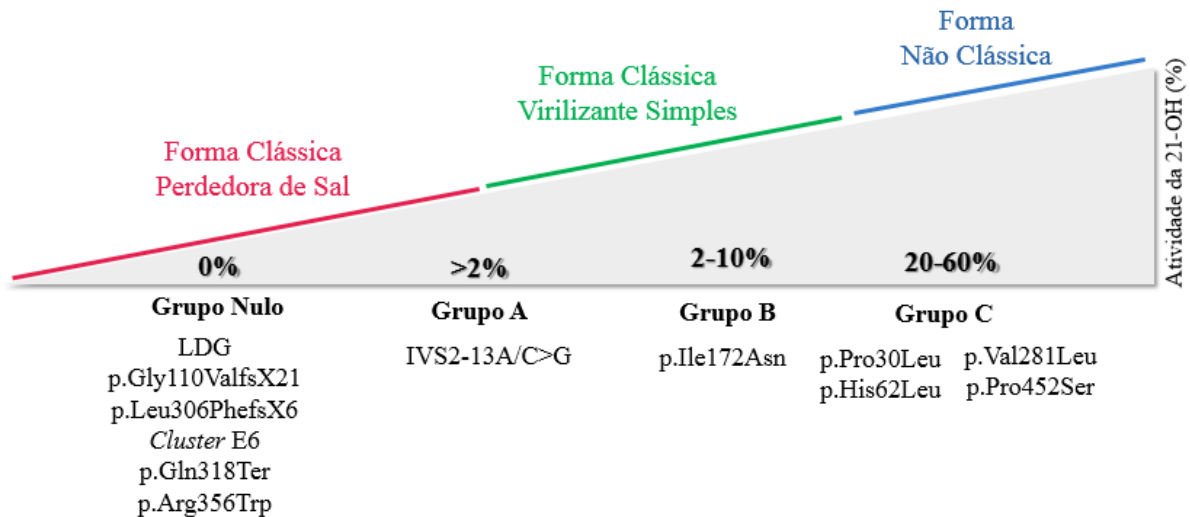 Forma
Não Clássica
Forma Clássica
Virilizante Simples
Forma Clássica
Perdedora de Sal
Atividade da 21-OH (%)
0%
>2%
2-10%
20-60%
Grupo Nulo
Grupo A
Grupo B
Grupo C
LDG
p.Gly110ValfsX21
p.Leu306PhefsX6
Cluster E6
p.Gln318Ter
p.Arg356Trp
IVS2-13A/C>G
p.Ile172Asn
p.Pro30Leu p.Val281Leu
p.His62Leu p.Pro452Ser